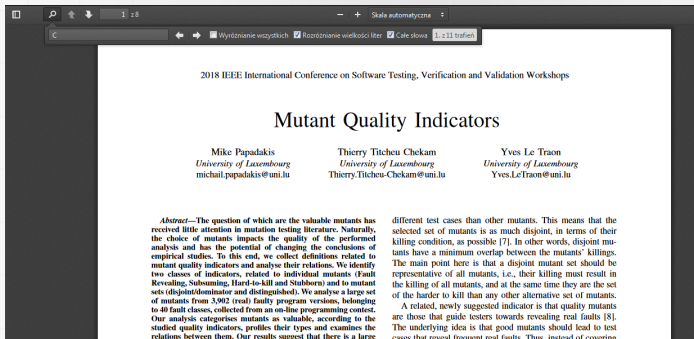 1 z 8
Skala automatyczna
C
Wyróżnianie wszystkich Rozróżnianie wielkości liter Całe słowa 1. z 11 trafień
2018 IEEE International Conference on Software Testing, Verification and Validation Workshops
Mutant Quality Indicators
Mike Papadakis
University of Luxembourg
michail.papadakis@uni.lu
Thierry Titcheu Chekam
University of Luxembourg
Thierry.Titcheu-Chekam@uni.lu
Yves Le Traon
University of Luxembourg
Yves.LeTraon@uni.lu
Abstract—The question of which are the valuable mutants has
received little attention in mutation testing literature. Naturally,
the choice of mutants impacts the quality of the performed
analysis and has the potential of changing the conclusions of
empirical studies. To this end, we collect definitions related to
mutant quality indicators and analyse their relations. We identify
two classes of indicators, related to individual mutants (Fault
Revealing, Subsuming, Hard-to-kill and Stubborn) and to mutant
sets (disjoint/dominator and distinguished). We analyse a large set
of mutants from 3,902 (real) faulty program versions, belonging
to 40 fault classes, collected from an on-line programming contest.
Our analysis categorises mutants as valuable, according to the
studied quality indicators, profiles their types and examines the
relations between them. Our results suggest that there is a large
different test cases than other mutants. This means that the
selected set of mutants is as much disjoint, in terms of their
killing condition, as possible [7]. In other words, disjoint mu-
tants have a minimum overlap between the mutants' killings.
The main point here is that a disjoint mutant set should be
representative of all mutants, i.e., their killing must result in
the killing of all mutants, and at the same time they are the set
of the harder to kill than any other alternative set of mutants.
A related, newly suggested indicator is that quality mutants
are those that guide testers towards revealing real faults [8].
The underlying idea is that good mutants should lead to test
cases that reveal frequent real faults. Thus, instead of covering